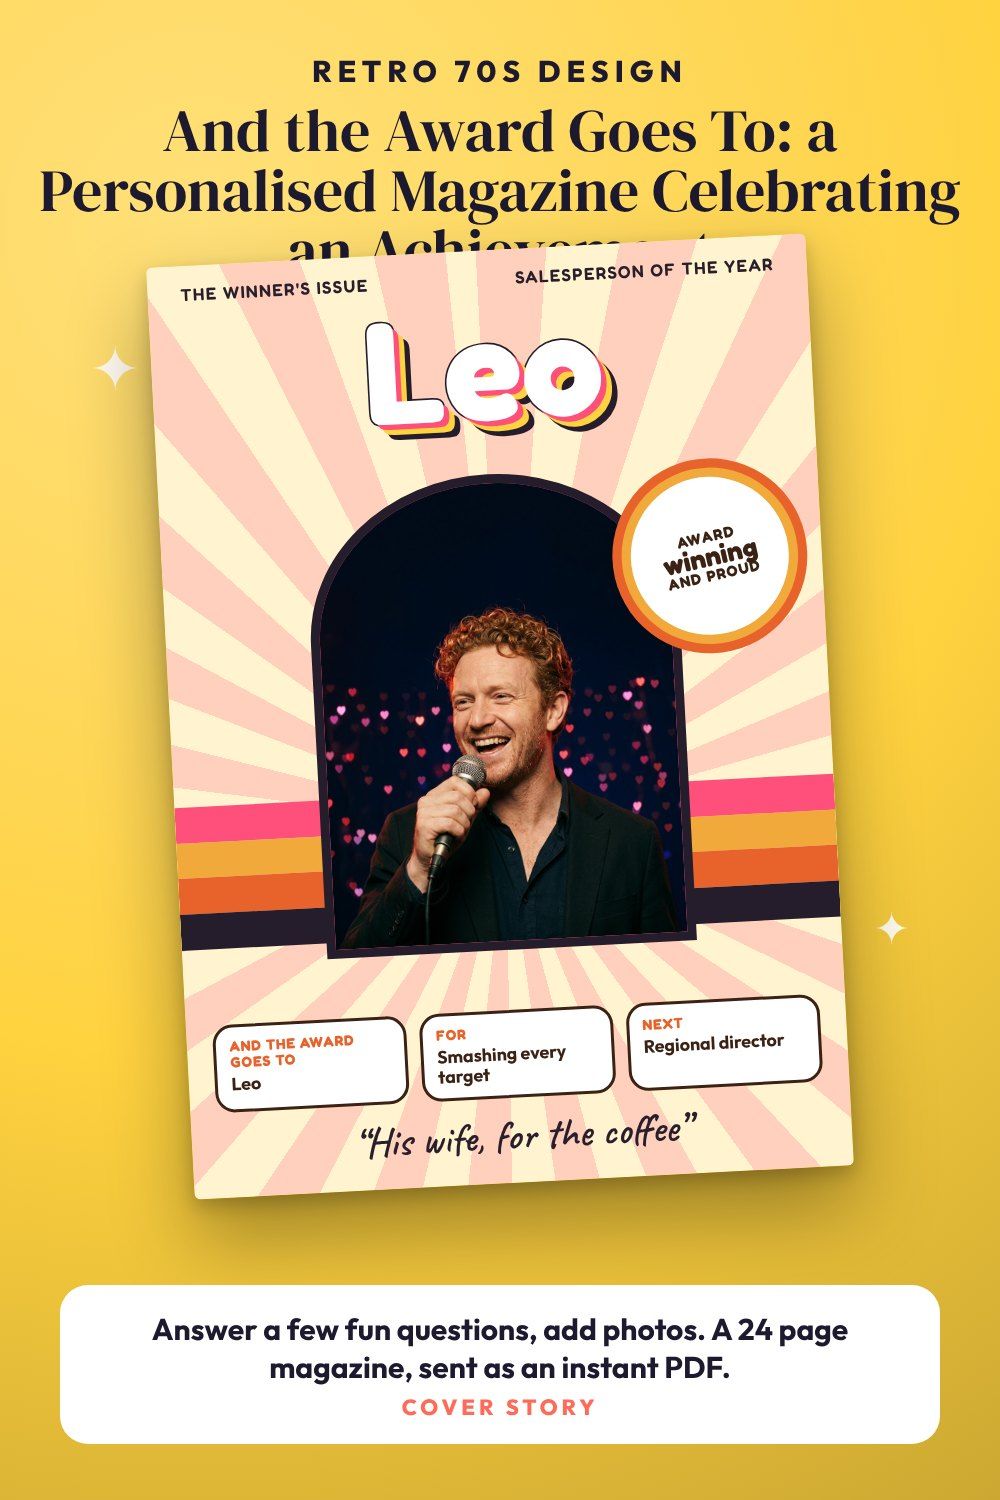 RETRO 70S DESIGN
And the Award Goes To: a
Personalised Magazine Celebrating
an
THE WINNER'S ISSUE
SALESPERSON OF THE YEAR
Leo
AWARD
winning
AND PROUD
AND THE AWARD
GOES TO
Leo
FOR
Smashing every
target
NEXT
Regional director
“His wife, for the coffee”
Answer a few fun questions, add photos. A 24 page
magazine, sent as an instant PDF.
COVER STORY